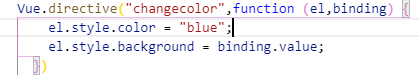 Vue.directive("changecolor",function (el,binding) {
    el.style.color = "blue";
    el.style.background = binding.value;
  })